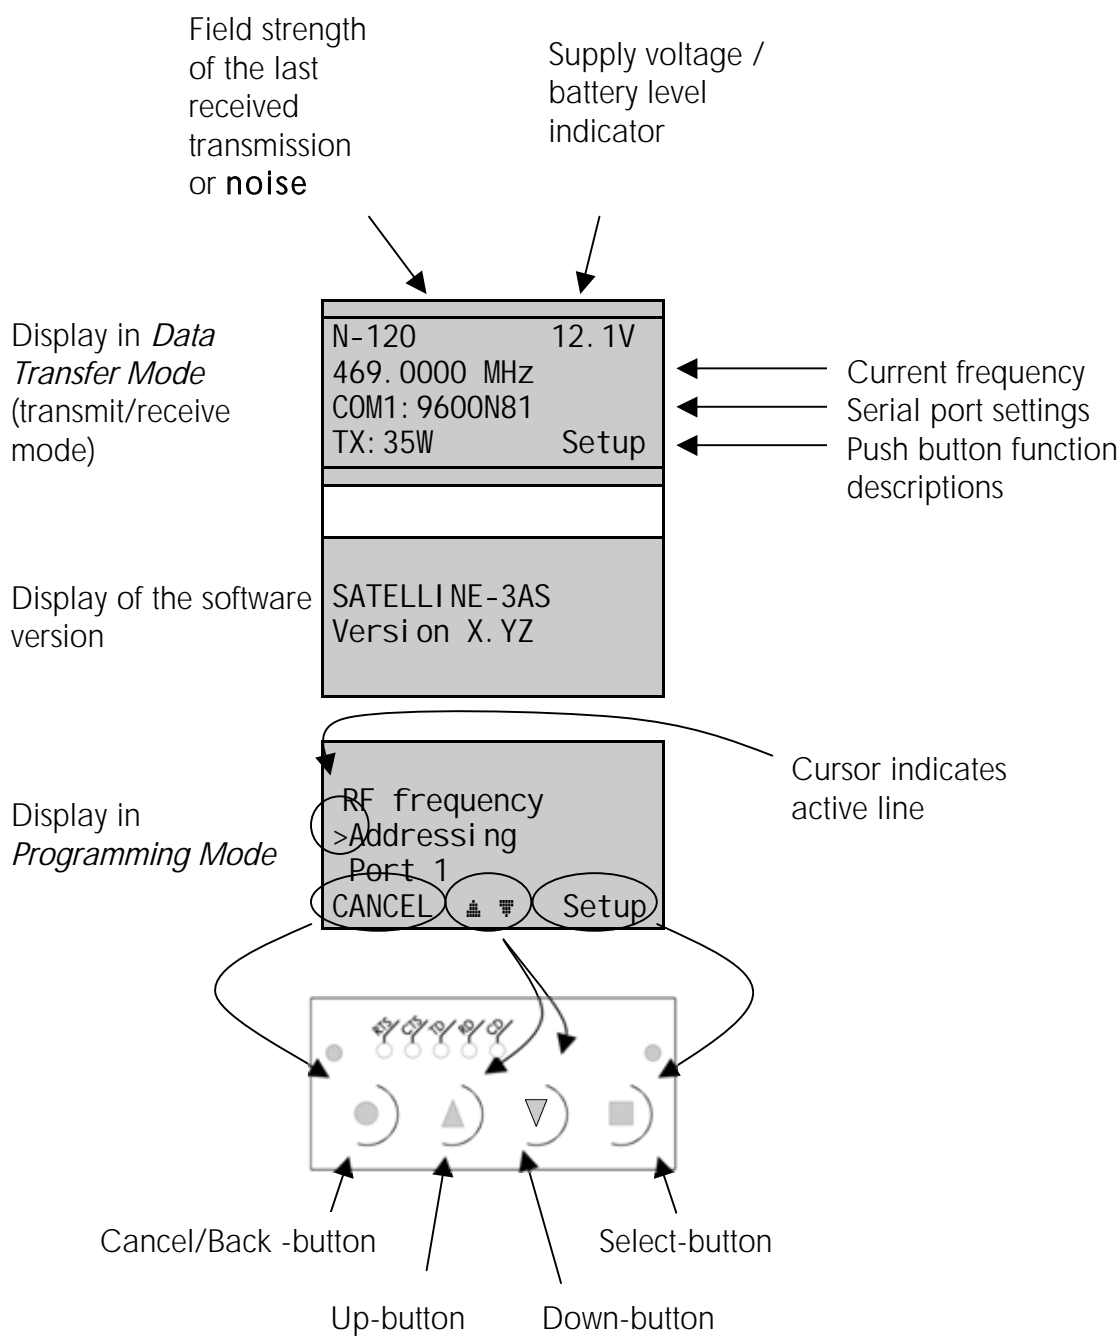 Field strength
of the last
received
transmission
or noise
Supply voltage /
battery level
indicator
Display in Data
Transfer Mode
(transmit/receive
mode)
N-120 12.1V
469.0000 MHz
COM1:9600N81
TX:35W Setup
Current frequency
Serial port settings
Push button function
descriptions
Display of the software
version
SATELLINE-3AS
Version X.YZ
Display in
Programming Mode
RF frequency
>Addressing
Port 1
CANCEL Setup
Cursor indicates
active line
RTS CTS TD RD CD
Cancel/Back -button
Select-button
Up-button
Down-button